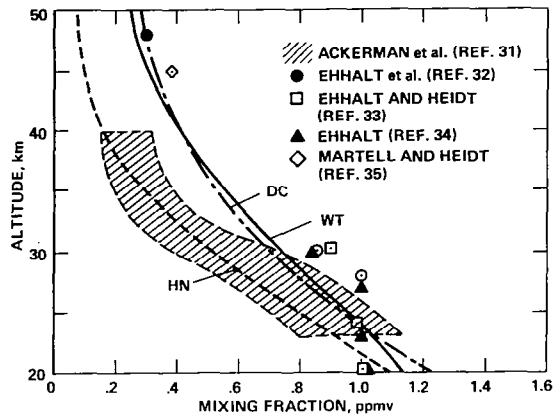 50
40
30
20
ALTITUDE, km
ACKERMAN et al. (REF. 31)
EHHALT et al. (REF. 32)
EHHALT AND HEIDT
(REF. 33)
EHHALT (REF. 34)
MARTELL AND HEIDT
(REF. 35)
DC
WT
HN
0 .2 .4 .6 .8 1.0 1.2 1.4 1.6
MIXING FRACTION, ppmv